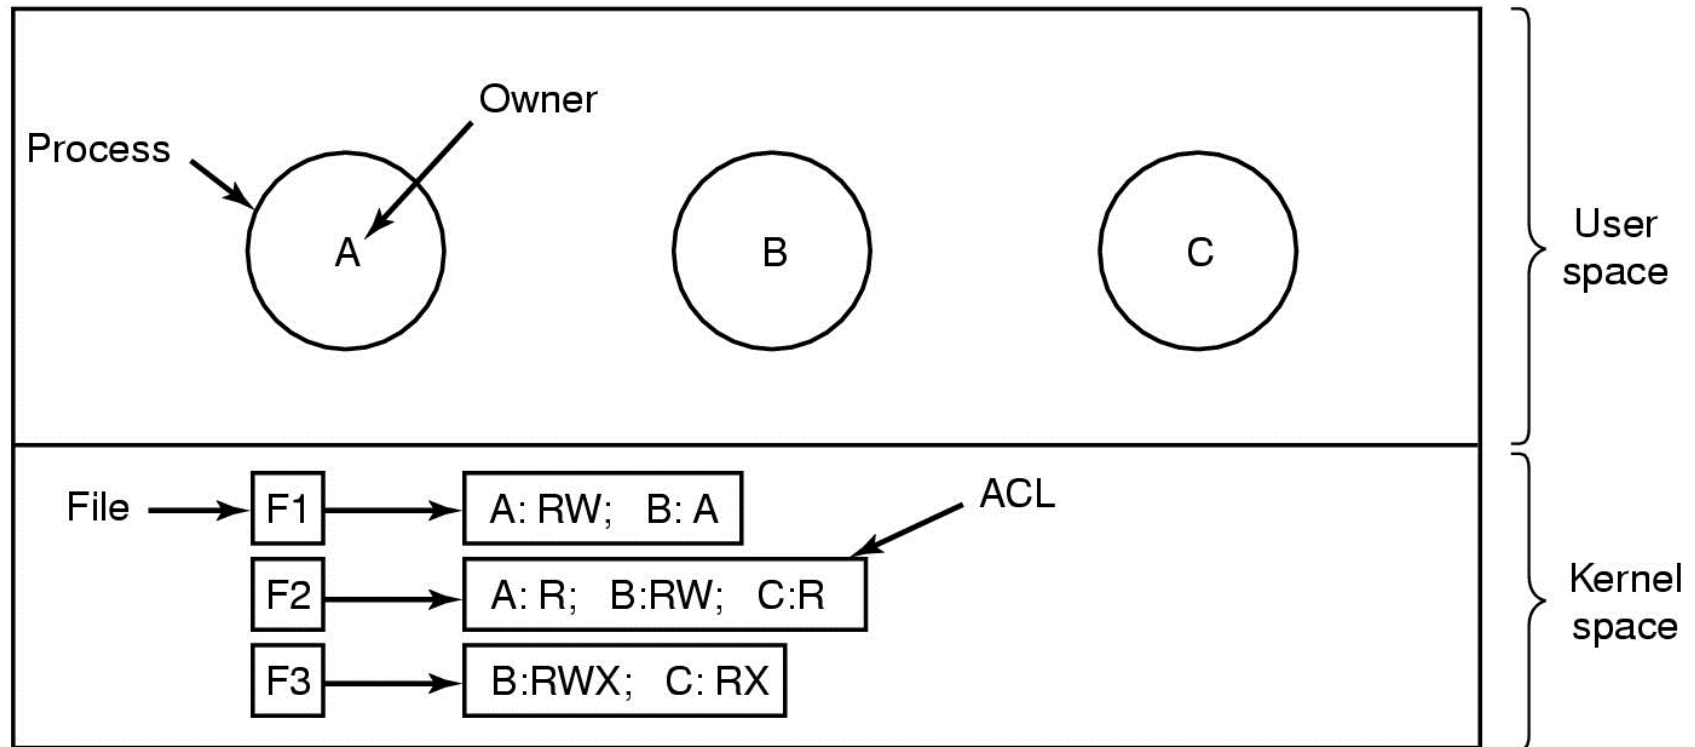 Owner
Process
A
B
C
User
space
File
F1
A: RW; B: A
ACL
F2
A: R; B:RW; C:R
F3
B:RWX; C: RX
Kernel
space